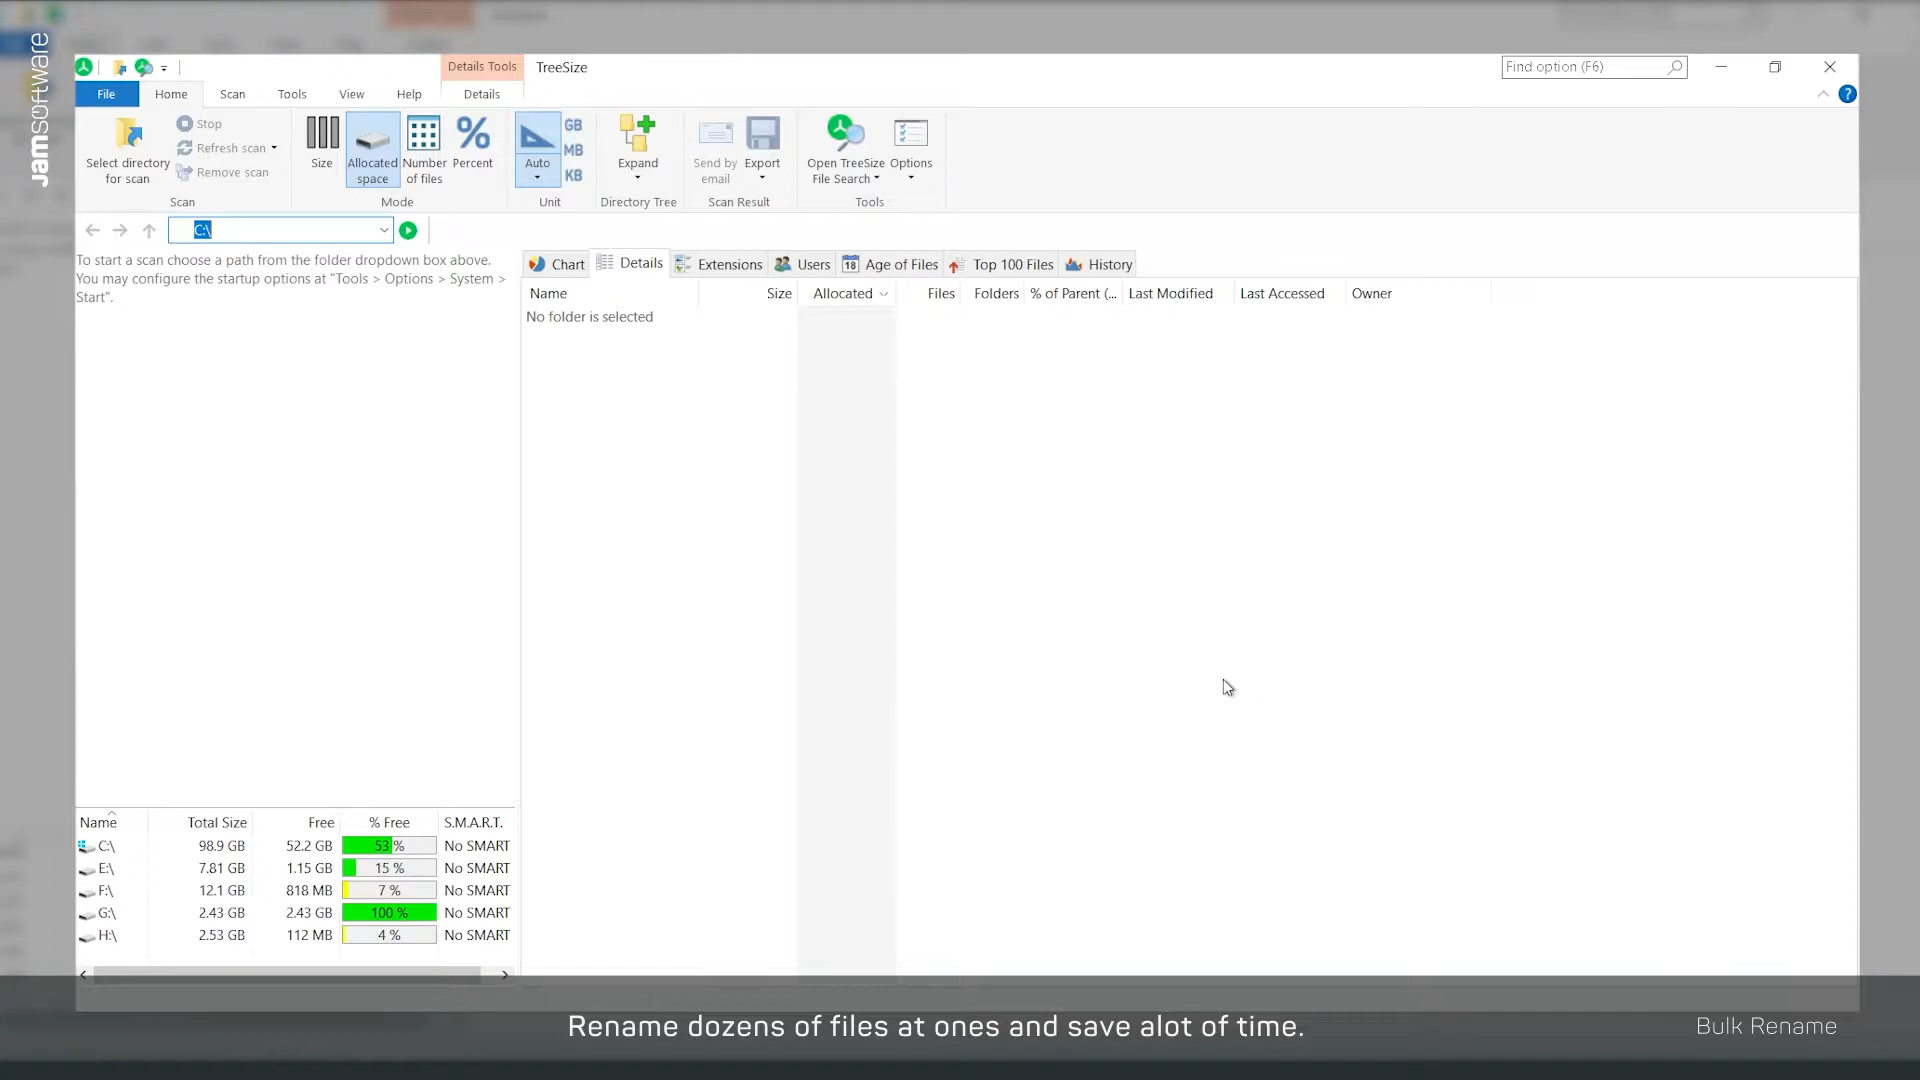 JAMSOFTWARE
Details Tools
TreeSize
Find option (F6)
File
Home
Scan
Tools
View
Help
Details
?
Select directory
for scan
Stop
Refresh scan
Remove scan
Scan
Size
Allocated
space
Number
of files
Percent
Mode
Auto
GB
MB
KB
Unit
Expand
Directory Tree
Send by
email
Export
Scan Result
Open TreeSize
File Search
Options
Tools
C:\
To start a scan choose a path from the folder dropdown box above.
You may configure the startup options at "Tools > Options > System >
Start".
Chart
Details
Extensions
Users
18
Age of Files
Top 100 Files
History
Name
Size
Allocated
Files
Folders
% of Parent (...
Last Modified
Last Accessed
Owner
No folder is selected
Name Total Size Free % Free S.M.A.R.T.
C:\ 98.9 GB 52.2 GB 53 % No SMART
E:\ 7.81 GB 1.15 GB 15 % No SMART
F:\ 12.1 GB 818 MB 7 % No SMART
G:\ 2.43 GB 2.43 GB 100 % No SMART
H:\ 2.53 GB 112 MB 4 % No SMART
Rename dozens of files at ones and save alot of time.
Bulk Rename